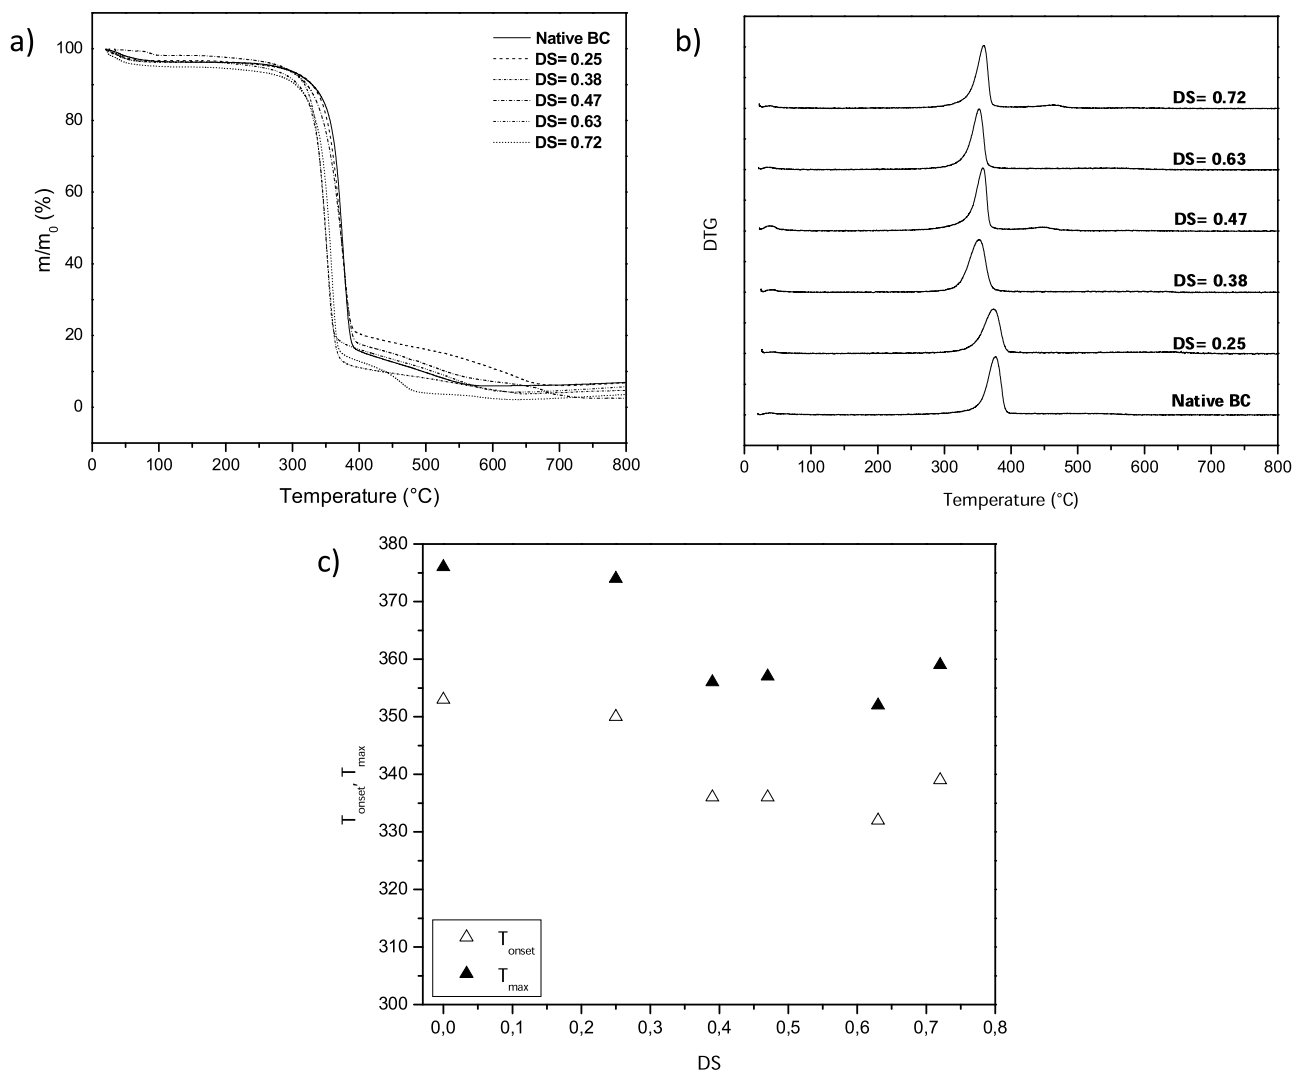 a)
100
80
60
40
20
0
m/m0 (%)
Native BC
DS= 0.25
DS= 0.38
DS= 0.47
DS= 0.63
DS= 0.72
0 100 200 300 400 500 600 700 800
Temperature (°C)
b)
DTG
DS= 0.72
DS= 0.63
DS= 0.47
DS= 0.38
DS= 0.25
Native BC
0 100 200 300 400 500 600 700 800
Temperature (°C)
c)
380
370
360
350
340
330
320
310
300
Tonset, Tmax
Tonset
Tmax
0,0 0,1 0,2 0,3 0,4 0,5 0,6 0,7 0,8
DS